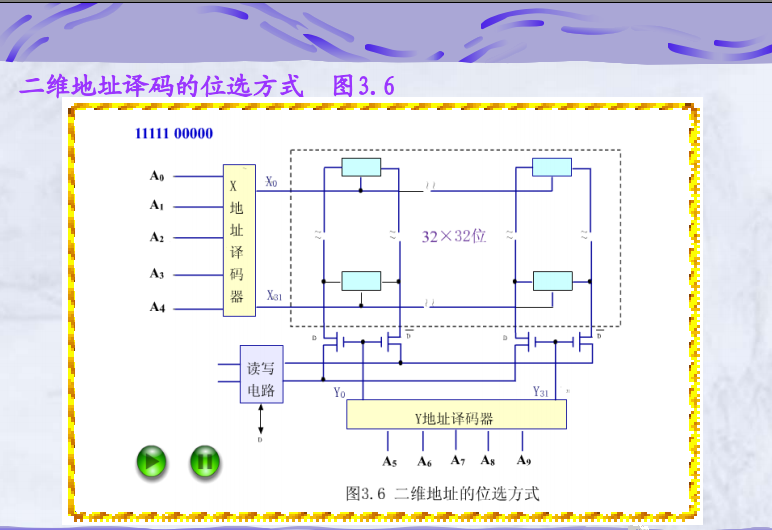 二维地址译码的位选方式 图3.6
11111 00000
A0
A1
A2
A3
A4
X
地
址
译
码
器
X0
X31
32×32位
D
D
D
D
读写
电路
D
Y0
Y31
Y地址译码器
A5 A6 A7 A8 A9
图3.6 二维地址的位选方式